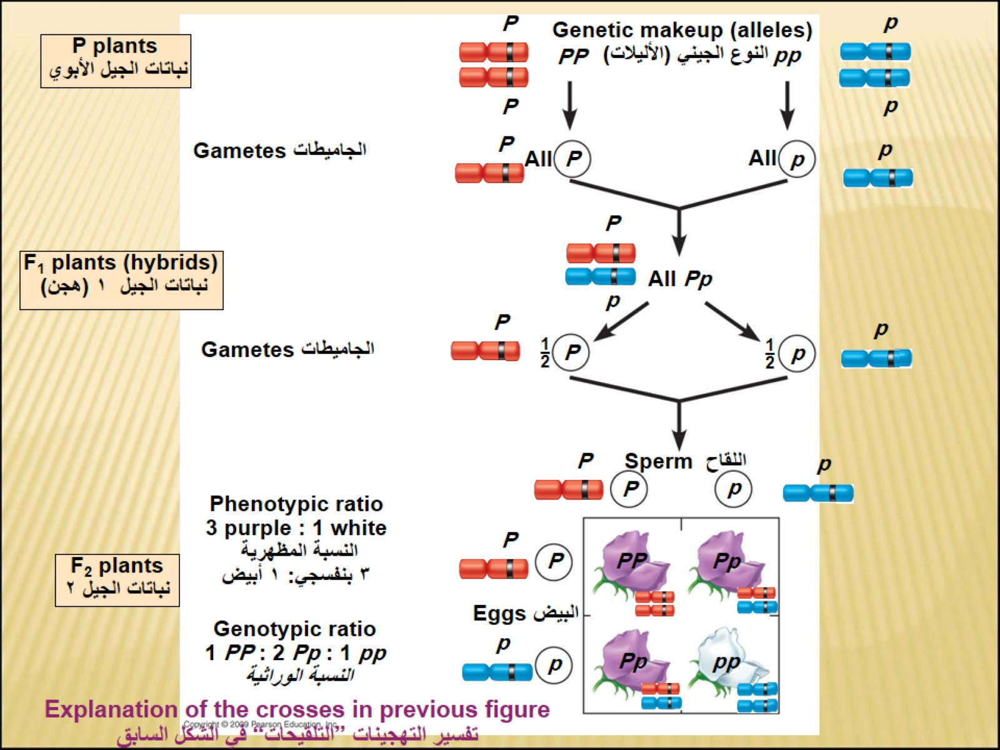 P plants
نباتات الجيل الأبوي
P
Genetic makeup (alleles)
PP النوع الجيني (الأليلات) pp
p
P
p
Gametes الجاميطات
P
All P
All p
p
F1 plants (hybrids)
نباتات الجيل ١ (هجن)
P
All Pp
p
Gametes الجاميطات
P
1/2 P
1/2 p
p
Sperm اللقاح
P
P
p
p
Phenotypic ratio
3 purple : 1 white
النسبة المظهرية
٣ بنفسجي: ١ أبيض
F2 plants
نباتات الجيل ٢
P
P
PP
Pp
Eggs البيض
Genotypic ratio
1 PP : 2 Pp : 1 pp
النسبة الوراثية
p
p
Pp
pp
Explanation of the crosses in previous figure
Copyright © 2009 Pearson Education, Inc.
تفسير التهجينات ”التلقيحات“ في الشكل السابق